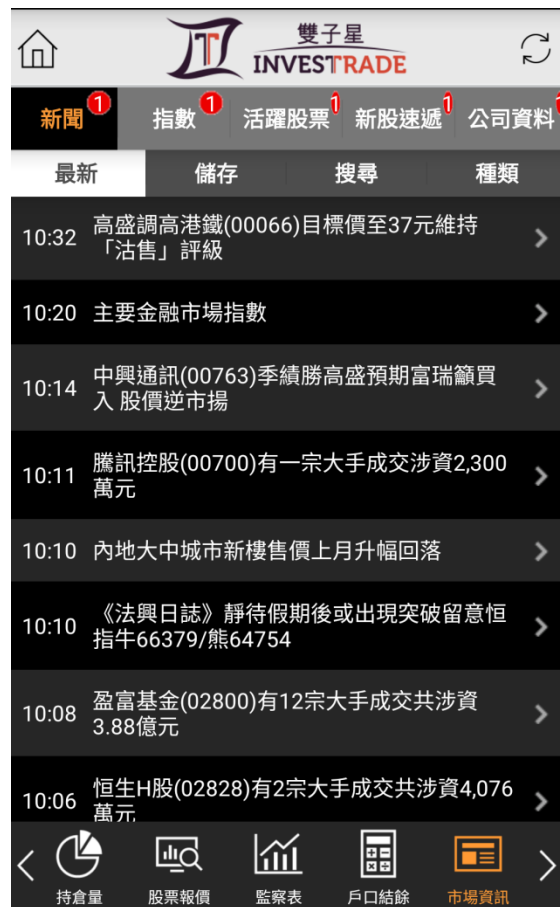 雙子星
INVESTRADE
新聞 1 指數 1 活躍股票 1 新股速遞 1 公司資料
最新 儲存 搜尋 種類
10:32 高盛調高港鐵(00066)目標價至37元維持
「沽售」評級
10:20 主要金融市場指數
10:14 中興通訊(00763)季績勝高盛預期富瑞籲買
入 股價逆市揚
10:11 騰訊控股(00700)有一宗大手成交涉資2,300
萬元
10:10 內地大中城市新樓售價上月升幅回落
10:10 《法興日誌》靜待假期後或出現突破留意恒
指牛66379/熊64754
10:08 盈富基金(02800)有12宗大手成交共涉資
3.88億元
10:06 恒生H股(02828)有2宗大手成交共涉資4,076
萬元
持倉量 股票報價 監察表 戶口結餘 市場資訊